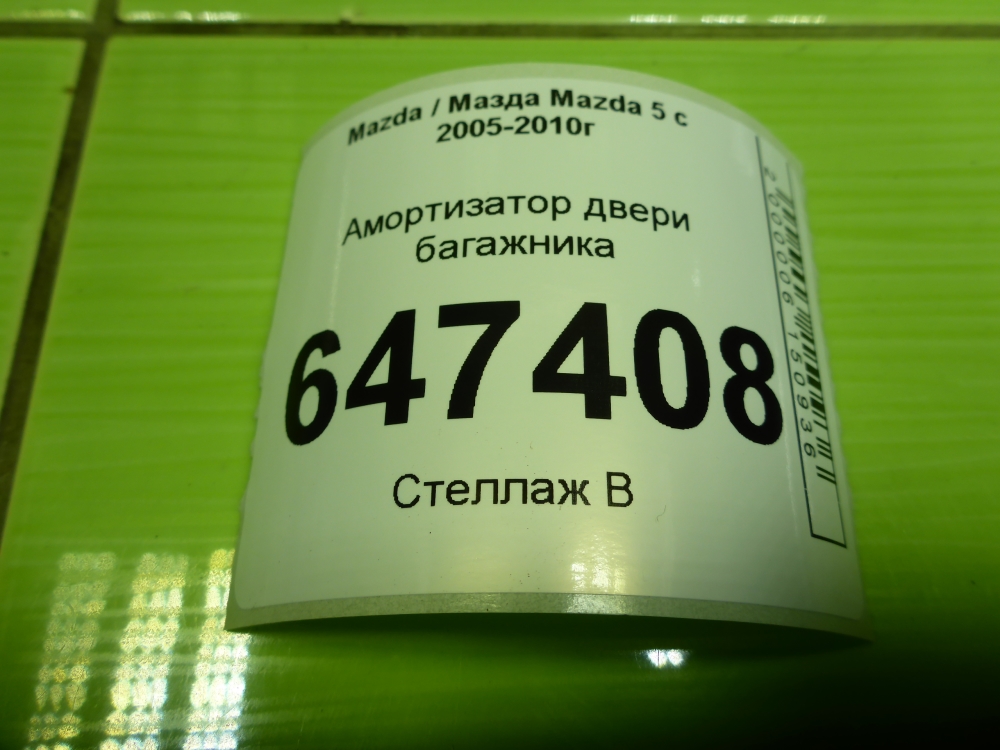 Mazda / Мазда Mazda 5 с
2005-2010г
Амортизатор двери
багажника
647408
Стеллаж В
2000006150936